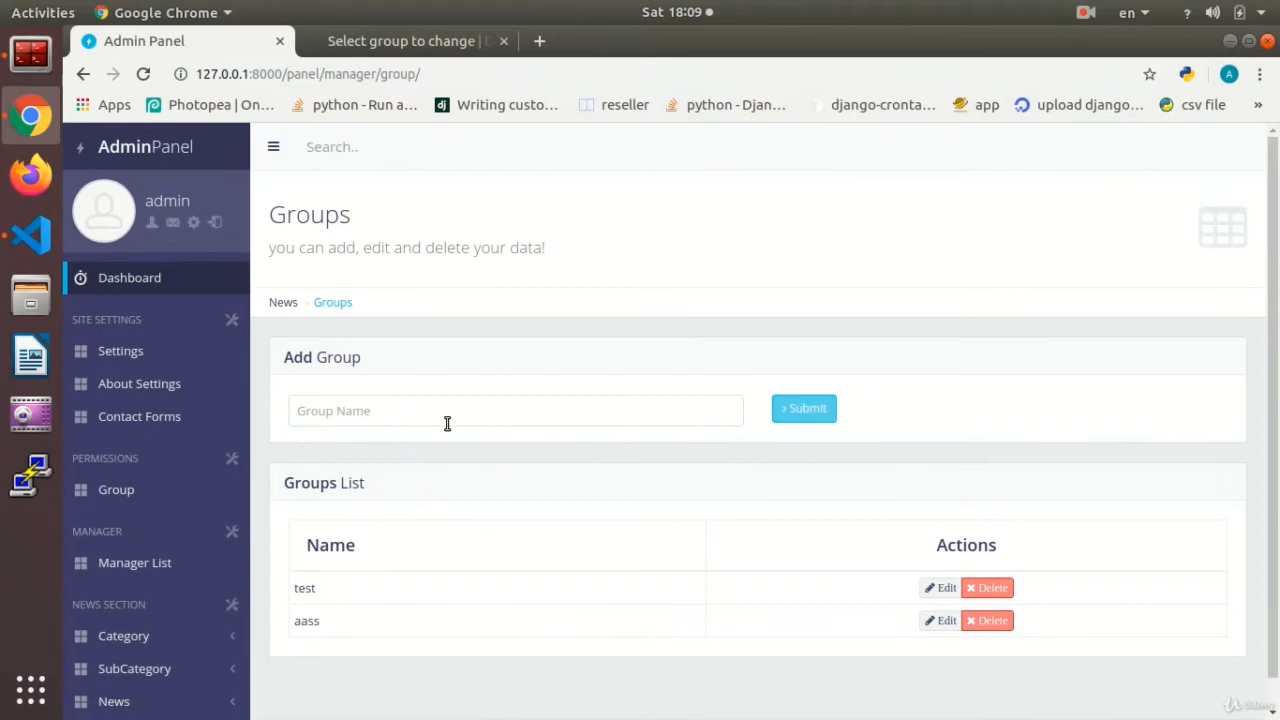 Activities Google Chrome Sat 18:09 en ?
Admin Panel Select group to change |
127.0.0.1:8000/panel/manager/group/ A
Apps Photopea | On... python - Run a... dj Writing custo... reseller python - Djan... django-cronta... app upload django... csv file »
AdminPanel Search..
admin
Groups
you can add, edit and delete your data!
Dashboard
News Groups
SITE SETTINGS
Settings
About Settings
Contact Forms
PERMISSIONS
Group
MANAGER
Manager List
NEWS SECTION
Category
SubCategory
News
Add Group
Group Name Submit
Groups List
Name Actions
test Edit Delete
aass Edit Delete
Udemy